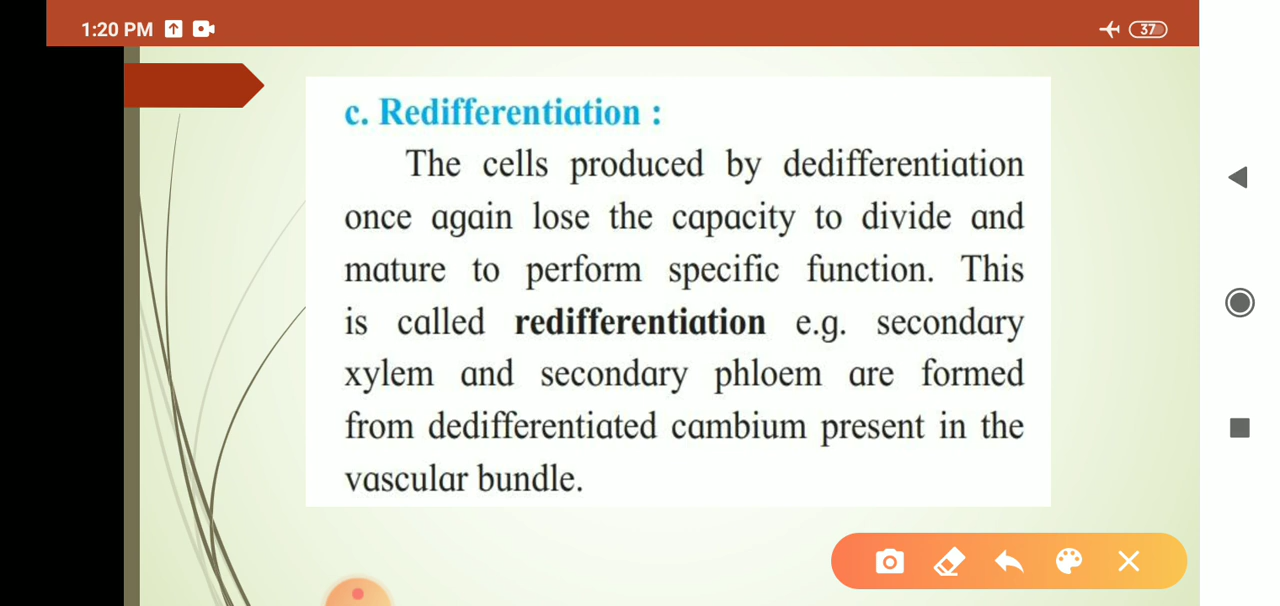 1:20 PM
37
c. Redifferentiation :
The cells produced by dedifferentiation
once again lose the capacity to divide and
mature to perform specific function. This
is called redifferentiation e.g. secondary
xylem and secondary phloem are formed
from dedifferentiated cambium present in the
vascular bundle.